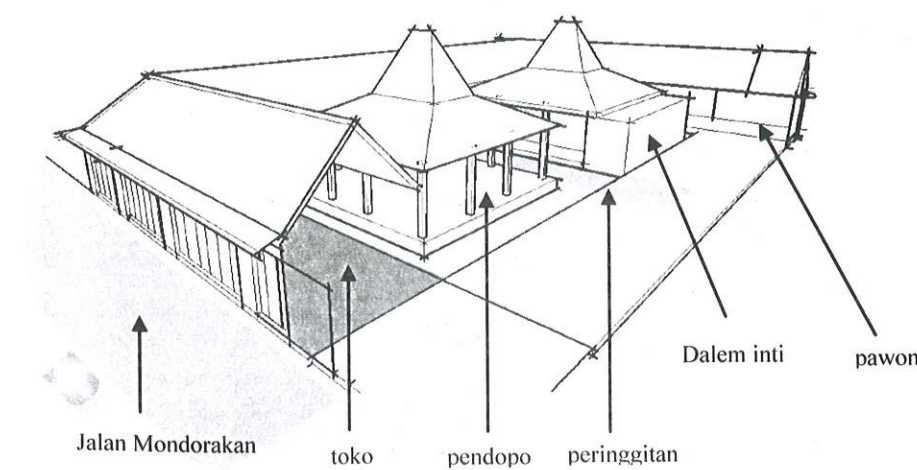 Dalem inti
pawon
Jalan Mondorakan
toko
pendopo
peringgitan